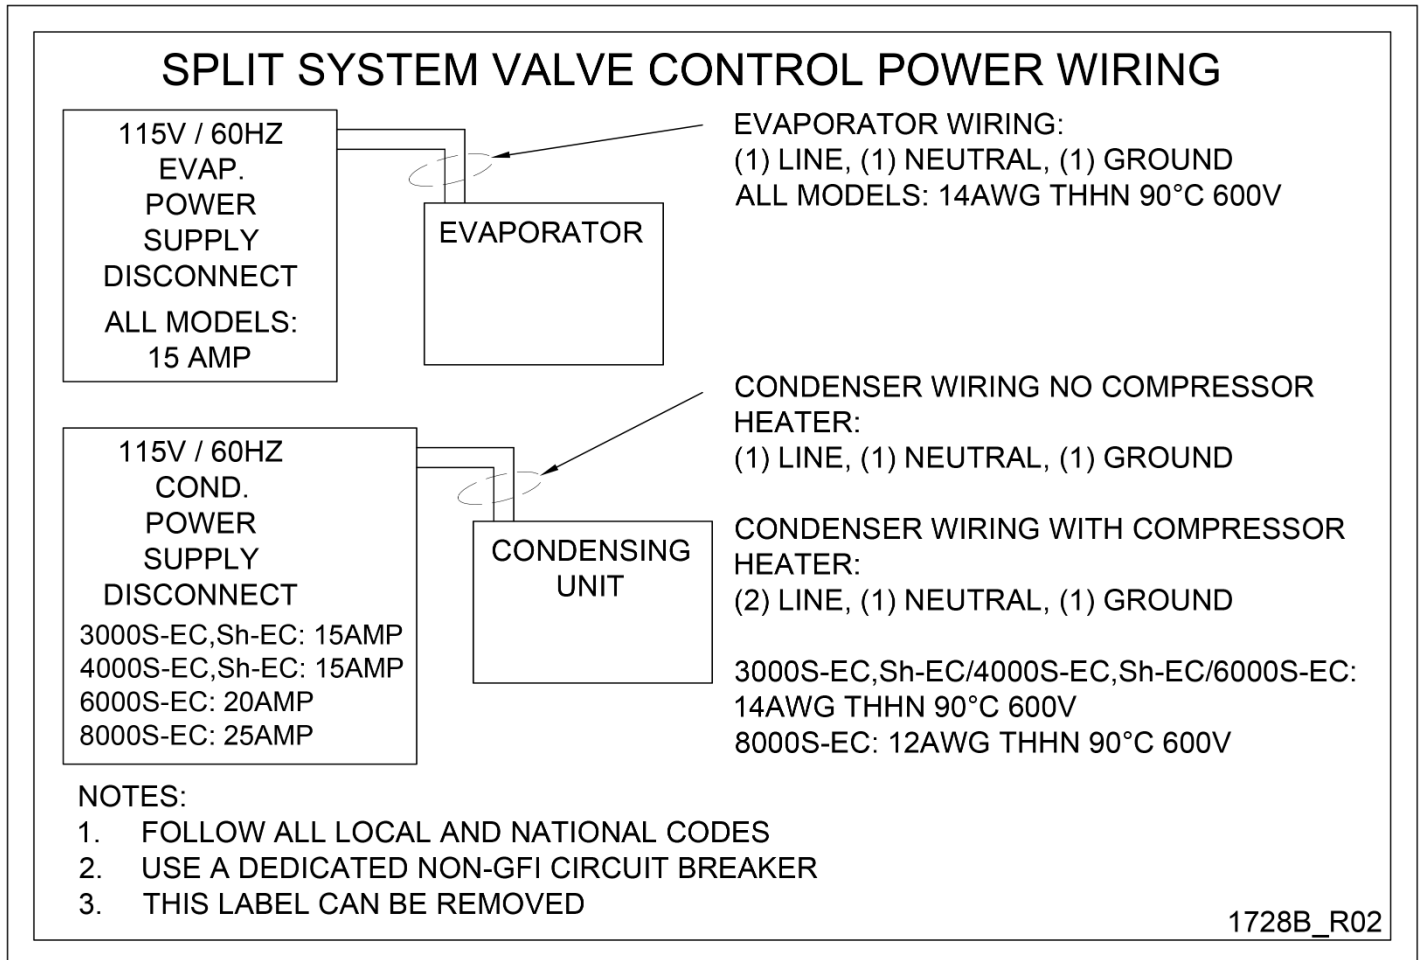 SPLIT SYSTEM VALVE CONTROL POWER WIRING
115V / 60HZ
EVAP.
POWER
SUPPLY
DISCONNECT
ALL MODELS:
15 AMP
EVAPORATOR
EVAPORATOR WIRING:
(1) LINE, (1) NEUTRAL, (1) GROUND
ALL MODELS: 14AWG THHN 90°C 600V
115V / 60HZ
COND.
POWER
SUPPLY
DISCONNECT
3000S-EC,Sh-EC: 15AMP
4000S-EC,Sh-EC: 15AMP
6000S-EC: 20AMP
8000S-EC: 25AMP
CONDENSING
UNIT
CONDENSER WIRING NO COMPRESSOR
HEATER:
(1) LINE, (1) NEUTRAL, (1) GROUND
CONDENSER WIRING WITH COMPRESSOR
HEATER:
(2) LINE, (1) NEUTRAL, (1) GROUND
3000S-EC,Sh-EC/4000S-EC,Sh-EC/6000S-EC:
14AWG THHN 90°C 600V
8000S-EC: 12AWG THHN 90°C 600V
NOTES:
1. FOLLOW ALL LOCAL AND NATIONAL CODES
2. USE A DEDICATED NON-GFI CIRCUIT BREAKER
3. THIS LABEL CAN BE REMOVED
1728B_R02